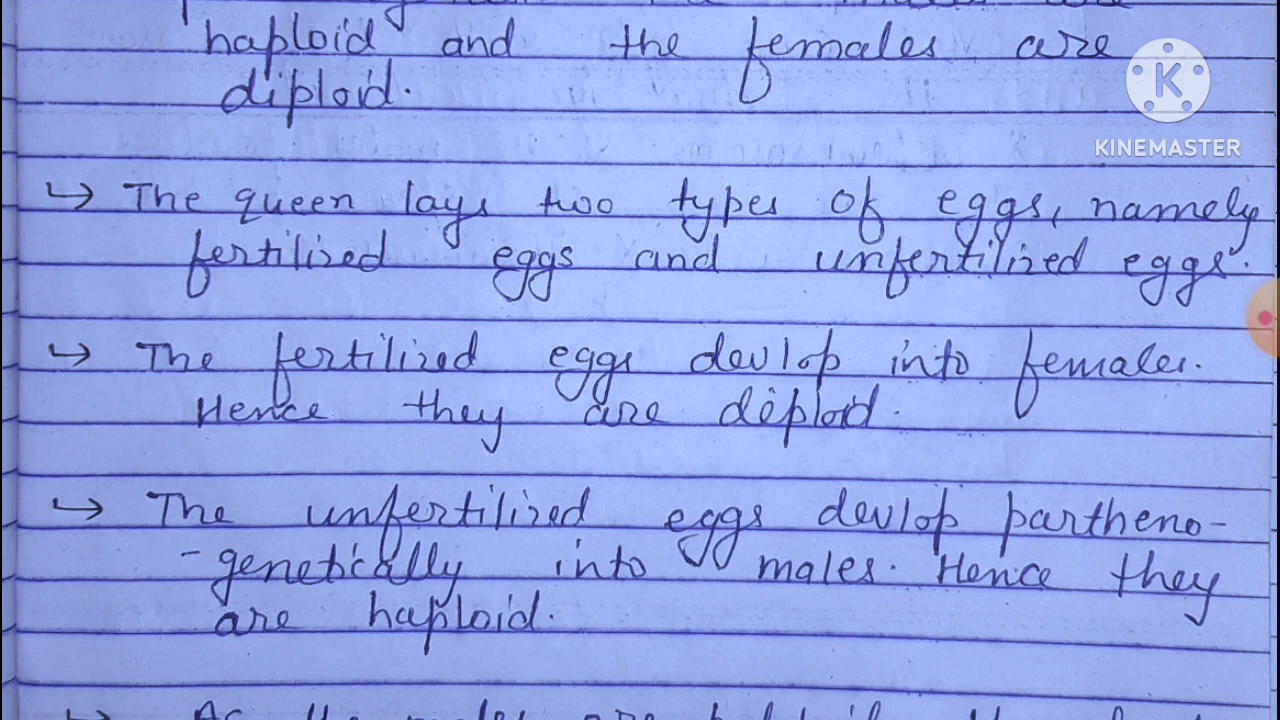 haploid and the females are
diploid.
KINEMASTER
↳ The queen lays two types of eggs, namely
fertilized eggs and unfertilized eggs.
↳ The fertilized eggs devlop into females.
Hence they are diploid.
↳ The unfertilized eggs devlop partheno-
-genetically into males. Hence they
are haploid.